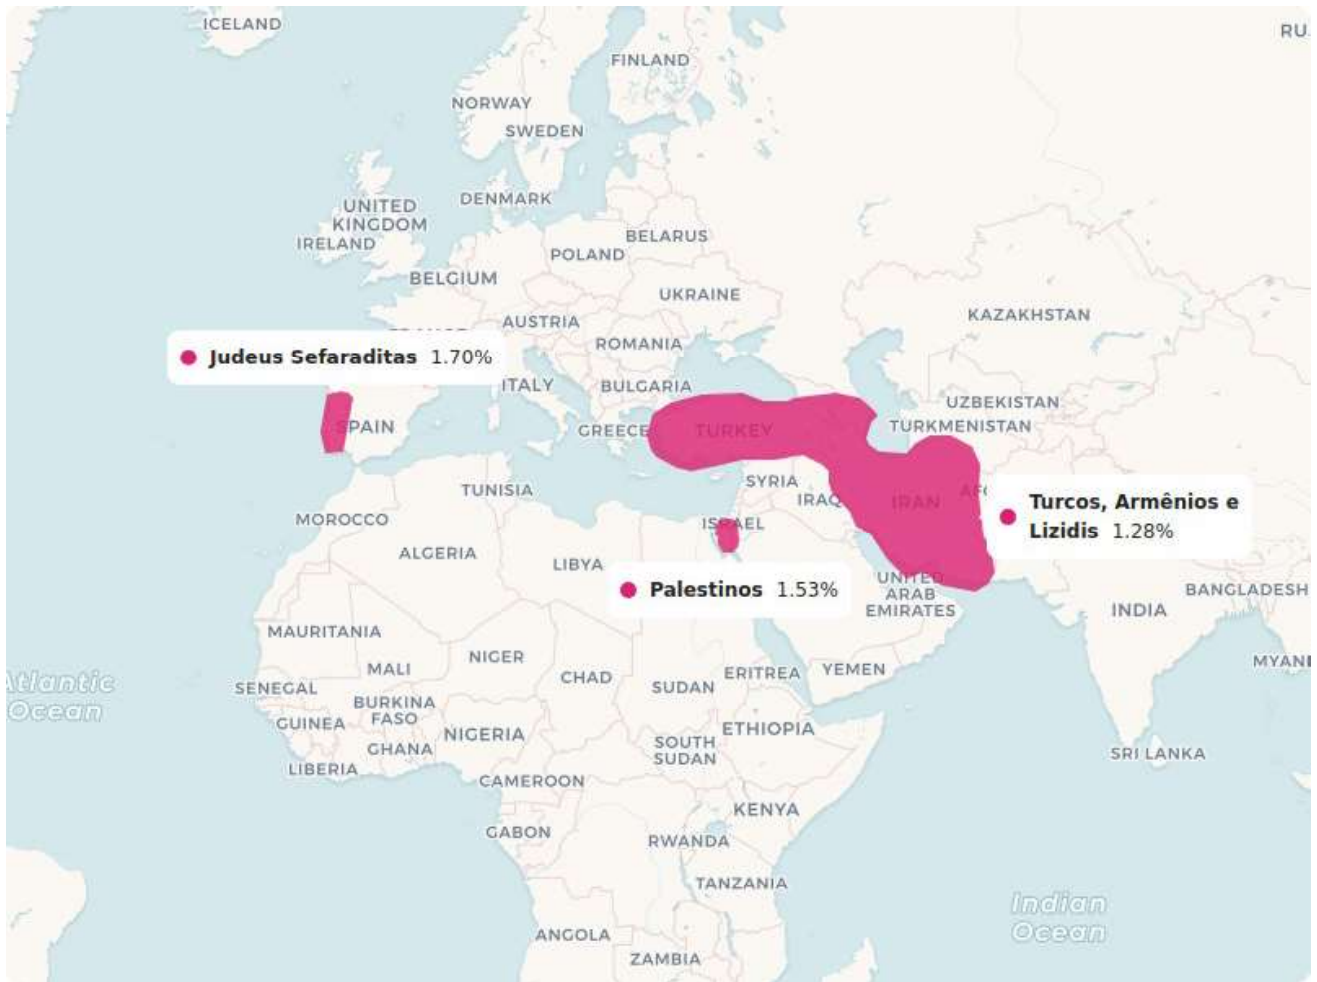 ICELAND
RU
FINLAND
NORWAY
SWEDEN
DENMARK
UNITED
KINGDOM
IRELAND
BELARUS
POLAND
BELGIUM
UKRAINE
KAZAKHSTAN
AUSTRIA
ROMANIA
Judeus Sefaraditas 1.70%
ITALY
BULGARIA
UZBEKISTAN
SPAIN
GREECE
TURKEY
TURKMENISTAN
SYRIA
TUNISIA
IRAQ
IRAN
AFG
Turcos, Armênios e
Lizidis 1.28%
MOROCCO
ISRAEL
ALGERIA
LIBYA
Palestinos 1.53%
UNITED
ARAB
EMIRATES
BANGLADESH
INDIA
MAURITANIA
NIGER
MALI
CHAD
ERITREA
YEMEN
MYAN
Atlantic
Ocean
SENEGAL
SUDAN
BURKINA
FASO
GUINEA
NIGERIA
ETHIOPIA
GHANA
SOUTH
SUDAN
SRI LANKA
LIBERIA
CAMEROON
KENYA
GABON
RWANDA
TANZANIA
Indian
Ocean
ANGOLA
ZAMBIA